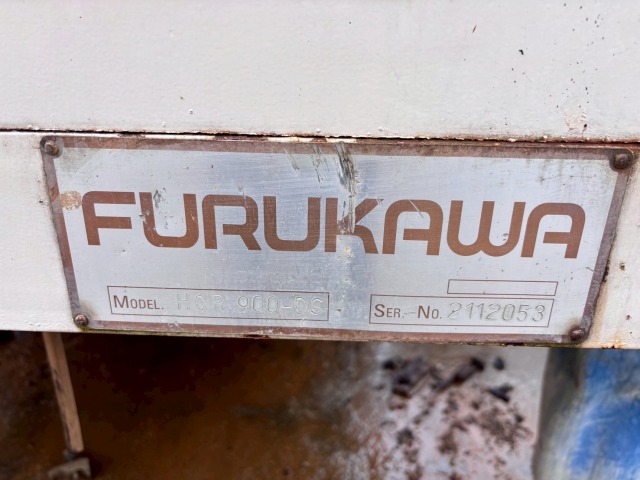 FURUKAWA
MODEL. HCR 900-DS
SER.-No. 2112053